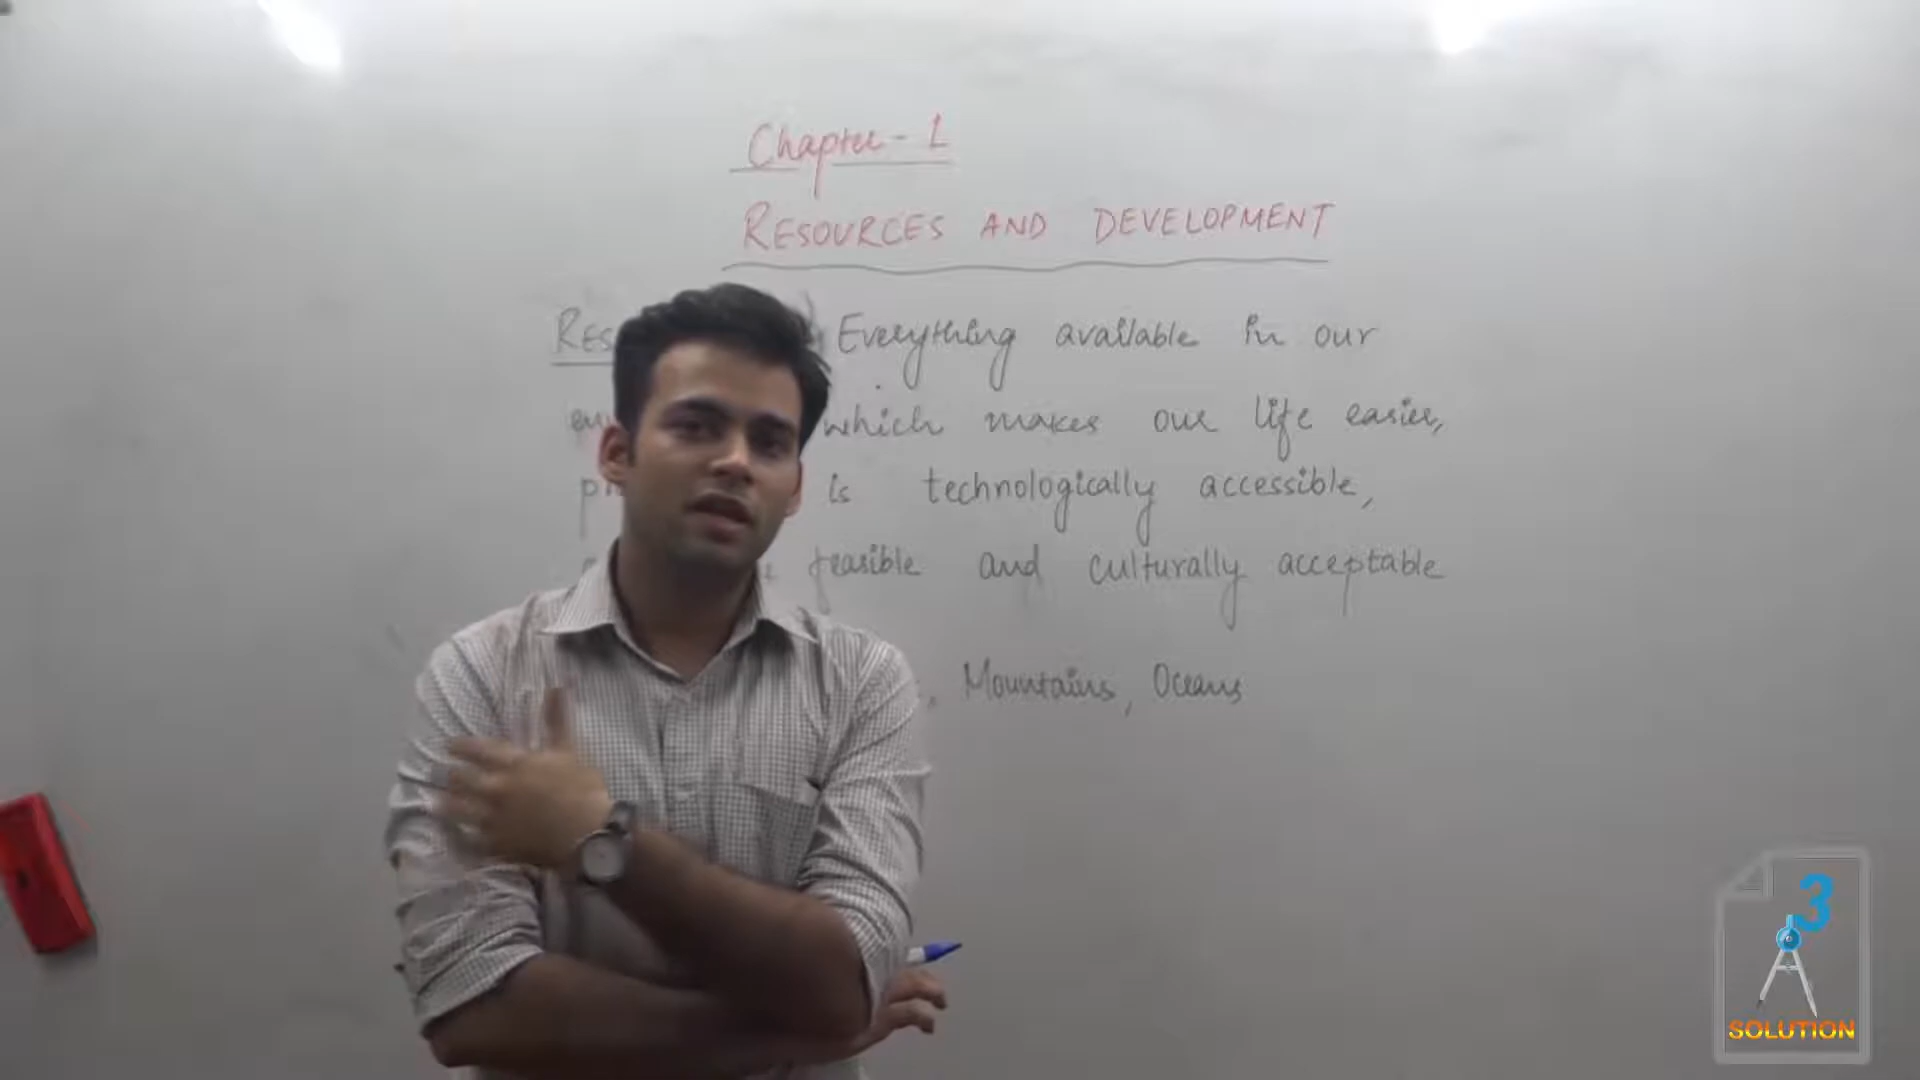 Chapter - 1
RESOURCES AND DEVELOPMENT
Everything available in our
which makes our life easier,
is technologically accessible,
feasible and culturally acceptable
, Mountains, Oceans
3
SOLUTION